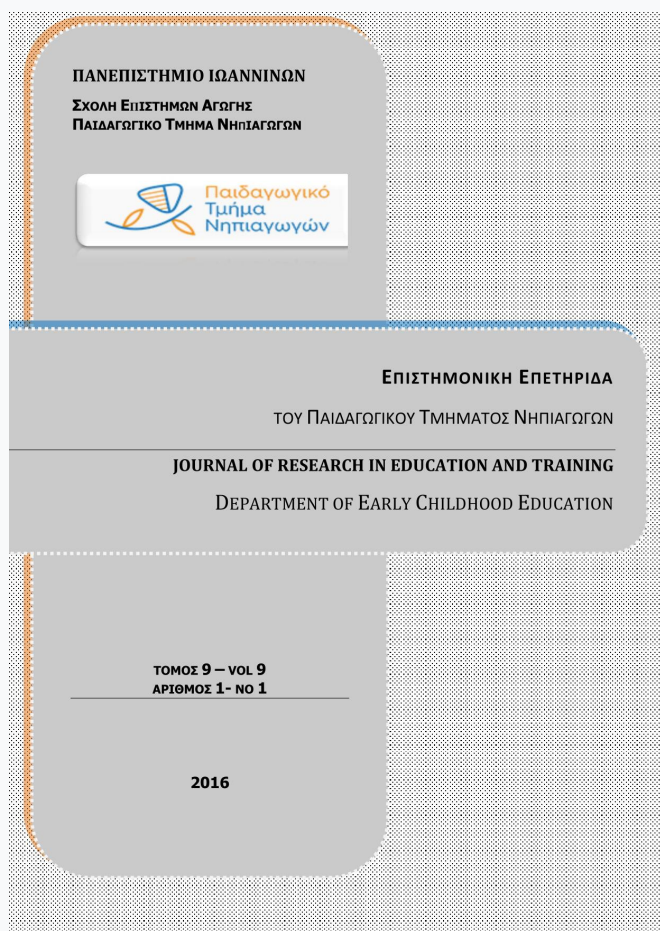 ΠΑΝΕΠΙΣΤΗΜΙΟ ΙΩΑΝΝΙΝΩΝ
ΣΧΟΛΗ ΕΠΙΣΤΗΜΩΝ ΑΓΩΓΗΣ
ΠΑΙΔΑΓΩΓΙΚΟ ΤΜΗΜΑ ΝΗΠΙΑΓΩΓΩΝ
Παιδαγωγικό
Τμήμα
Νηπιαγωγών
ΕΠΙΣΤΗΜΟΝΙΚΗ ΕΠΕΤΗΡΙΔΑ
ΤΟΥ ΠΑΙΔΑΓΩΓΙΚΟΥ ΤΜΗΜΑΤΟΣ ΝΗΠΙΑΓΩΓΩΝ
JOURNAL OF RESEARCH IN EDUCATION AND TRAINING
DEPARTMENT OF EARLY CHILDHOOD EDUCATION
ΤΟΜΟΣ 9 – VOL 9
ΑΡΙΘΜΟΣ 1- NO 1
2016